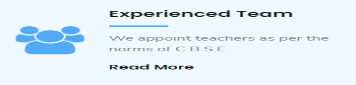 Experienced Team
We appoint teachers as per the
norms of C.B.S.E.
Read More